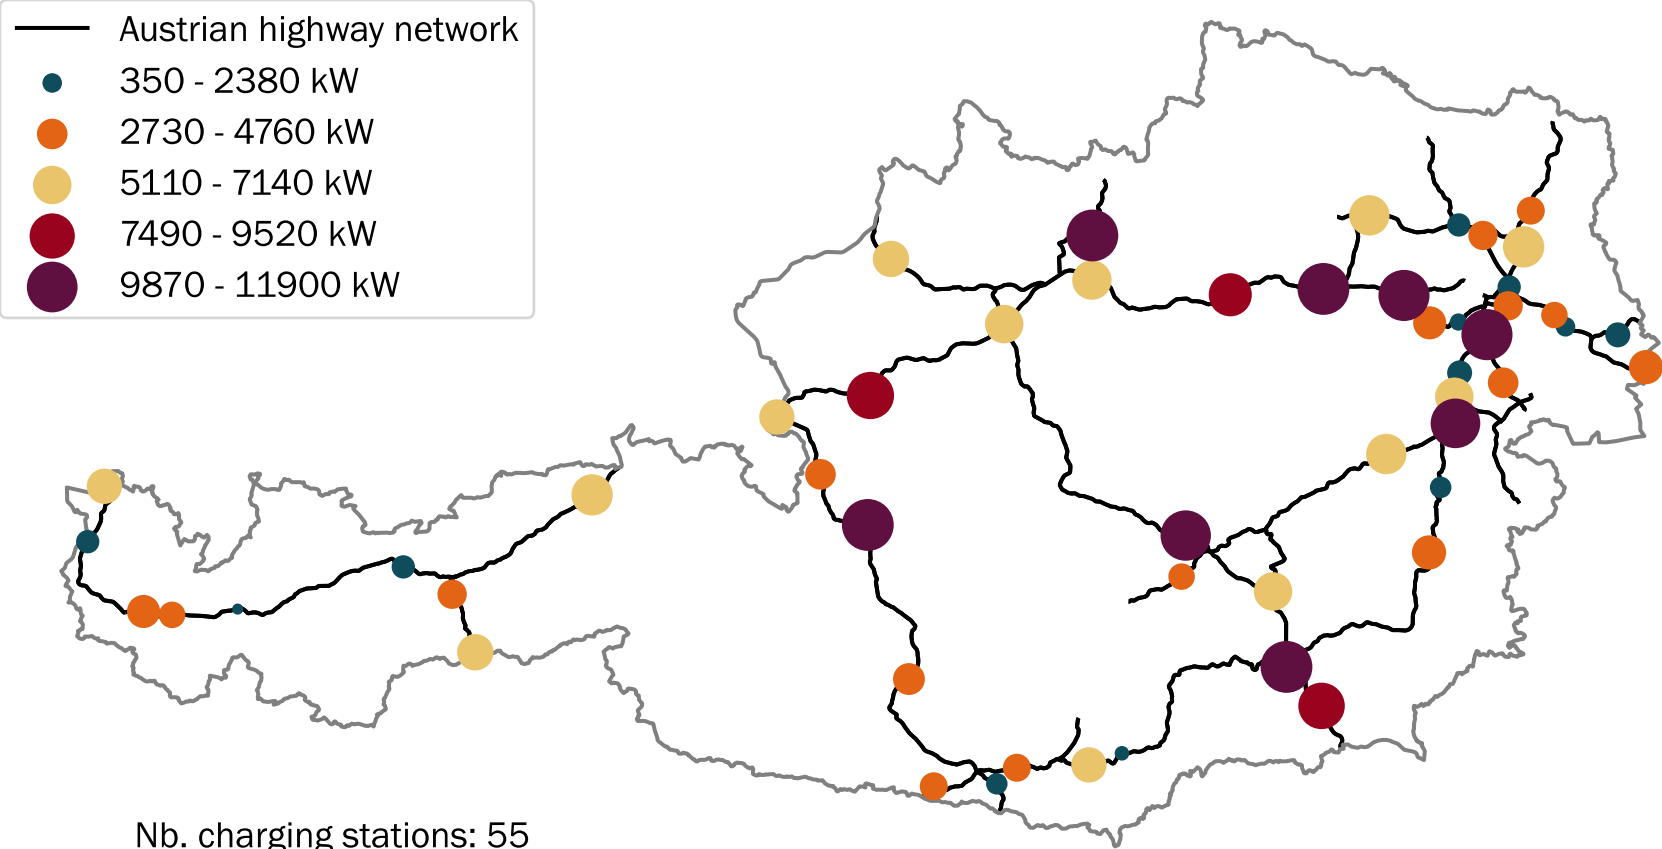 Austrian highway network
350 - 2380 kW
2730 - 4760 kW
5110 - 7140 kW
7490 - 9520 kW
9870 - 11900 kW
Nb. charging stations: 55